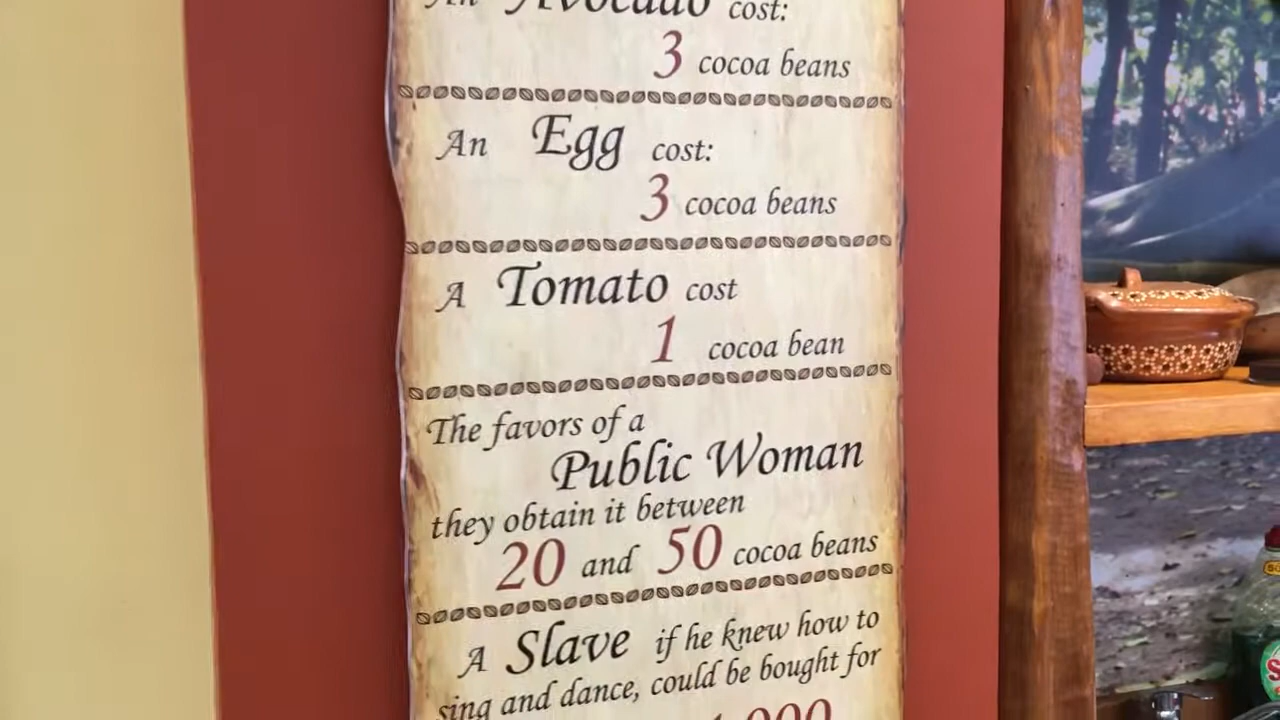 An Avocado cost:
3 cocoa beans
An Egg cost:
3 cocoa beans
A Tomato cost
1 cocoa bean
The favors of a
Public Woman
they obtain it between
20 and 50 cocoa beans
A Slave if he knew how to
sing and dance, could be bought for